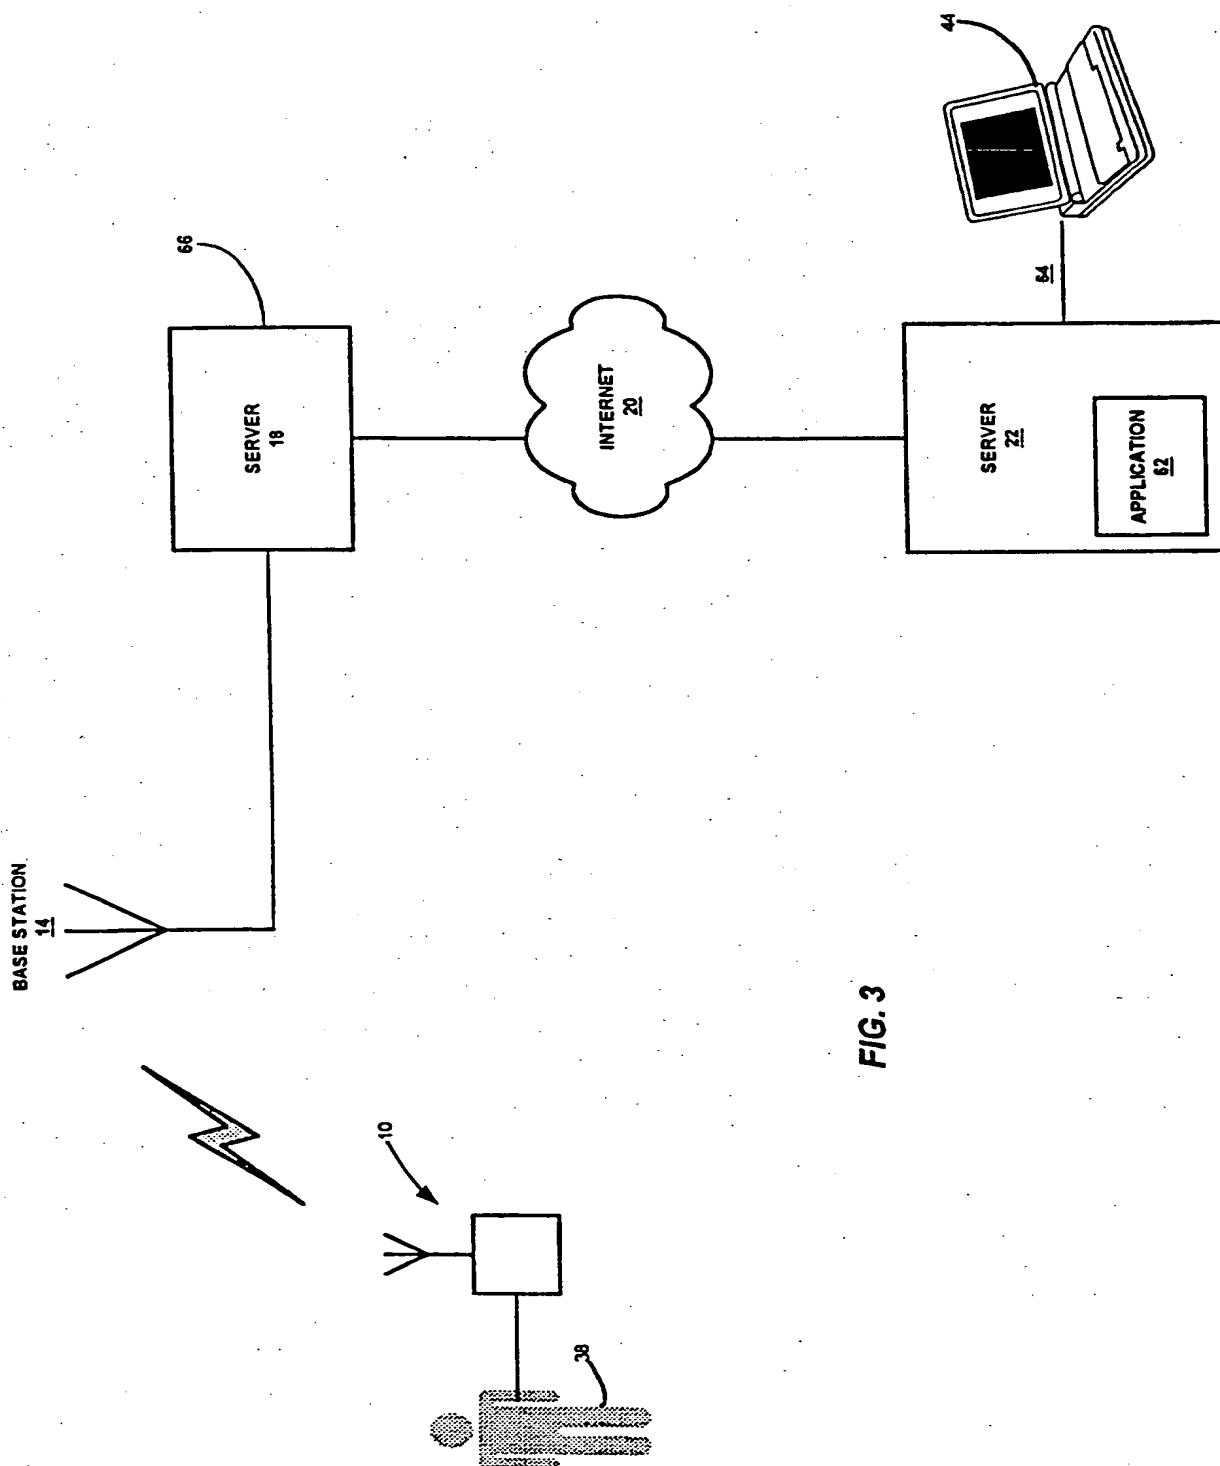 BASE STATION
14
66
SERVER
18
INTERNET
20
SERVER
22
APPLICATION
62
64
44
10
38
FIG. 3